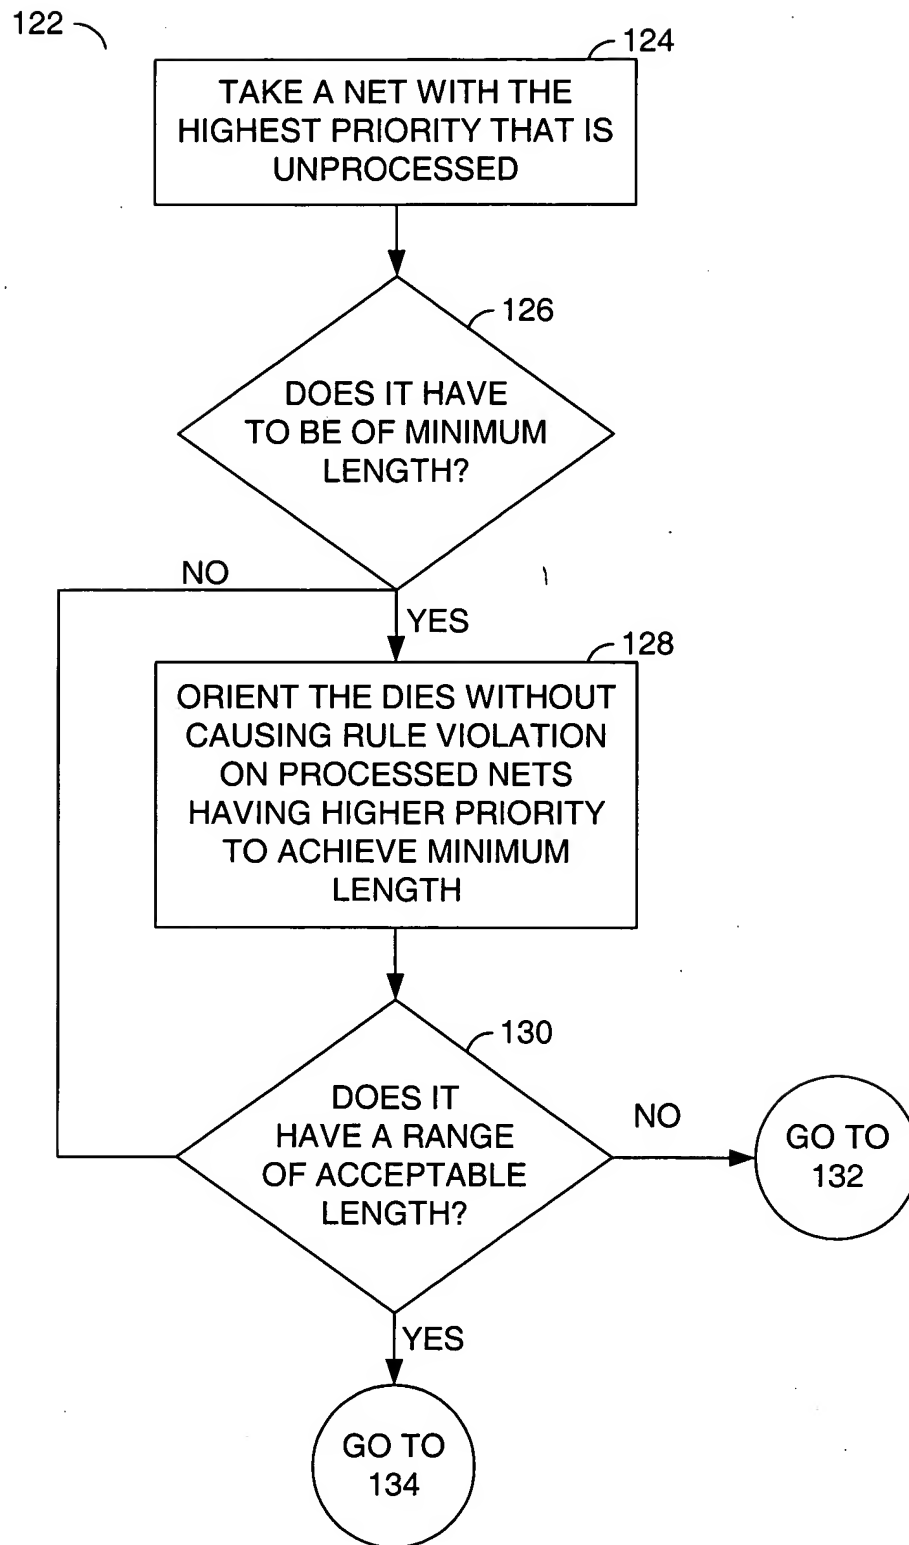 122
124
TAKE A NET WITH THE
HIGHEST PRIORITY THAT IS
UNPROCESSED
126
DOES IT HAVE
TO BE OF MINIMUM
LENGTH?
NO
YES
128
ORIENT THE DIES WITHOUT
CAUSING RULE VIOLATION
ON PROCESSED NETS
HAVING HIGHER PRIORITY
TO ACHIEVE MINIMUM
LENGTH
130
DOES IT
HAVE A RANGE
OF ACCEPTABLE
LENGTH?
NO
GO TO
132
YES
GO TO
134